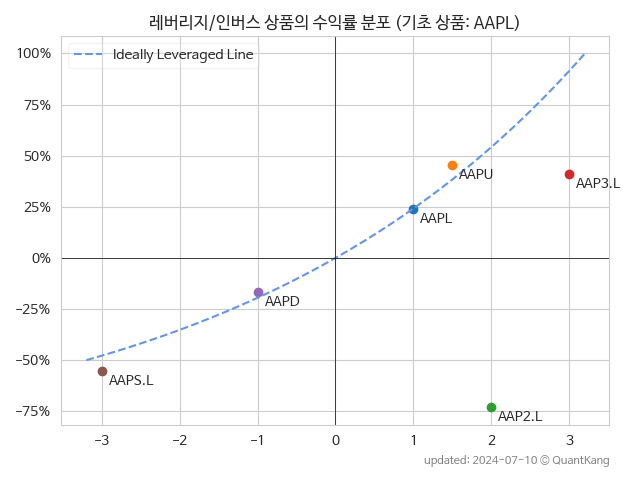 레버리지/인버스 상품의 수익률 분포 (기초 상품: AAPL)
Ideally Leveraged Line
100%
75%
50%
25%
0%
−25%
−50%
−75%
AAPU
AAP3.L
AAPL
AAPD
AAPS.L
AAP2.L
−3 −2 −1 0 1 2 3
updated: 2024-07-10 © QuantKang